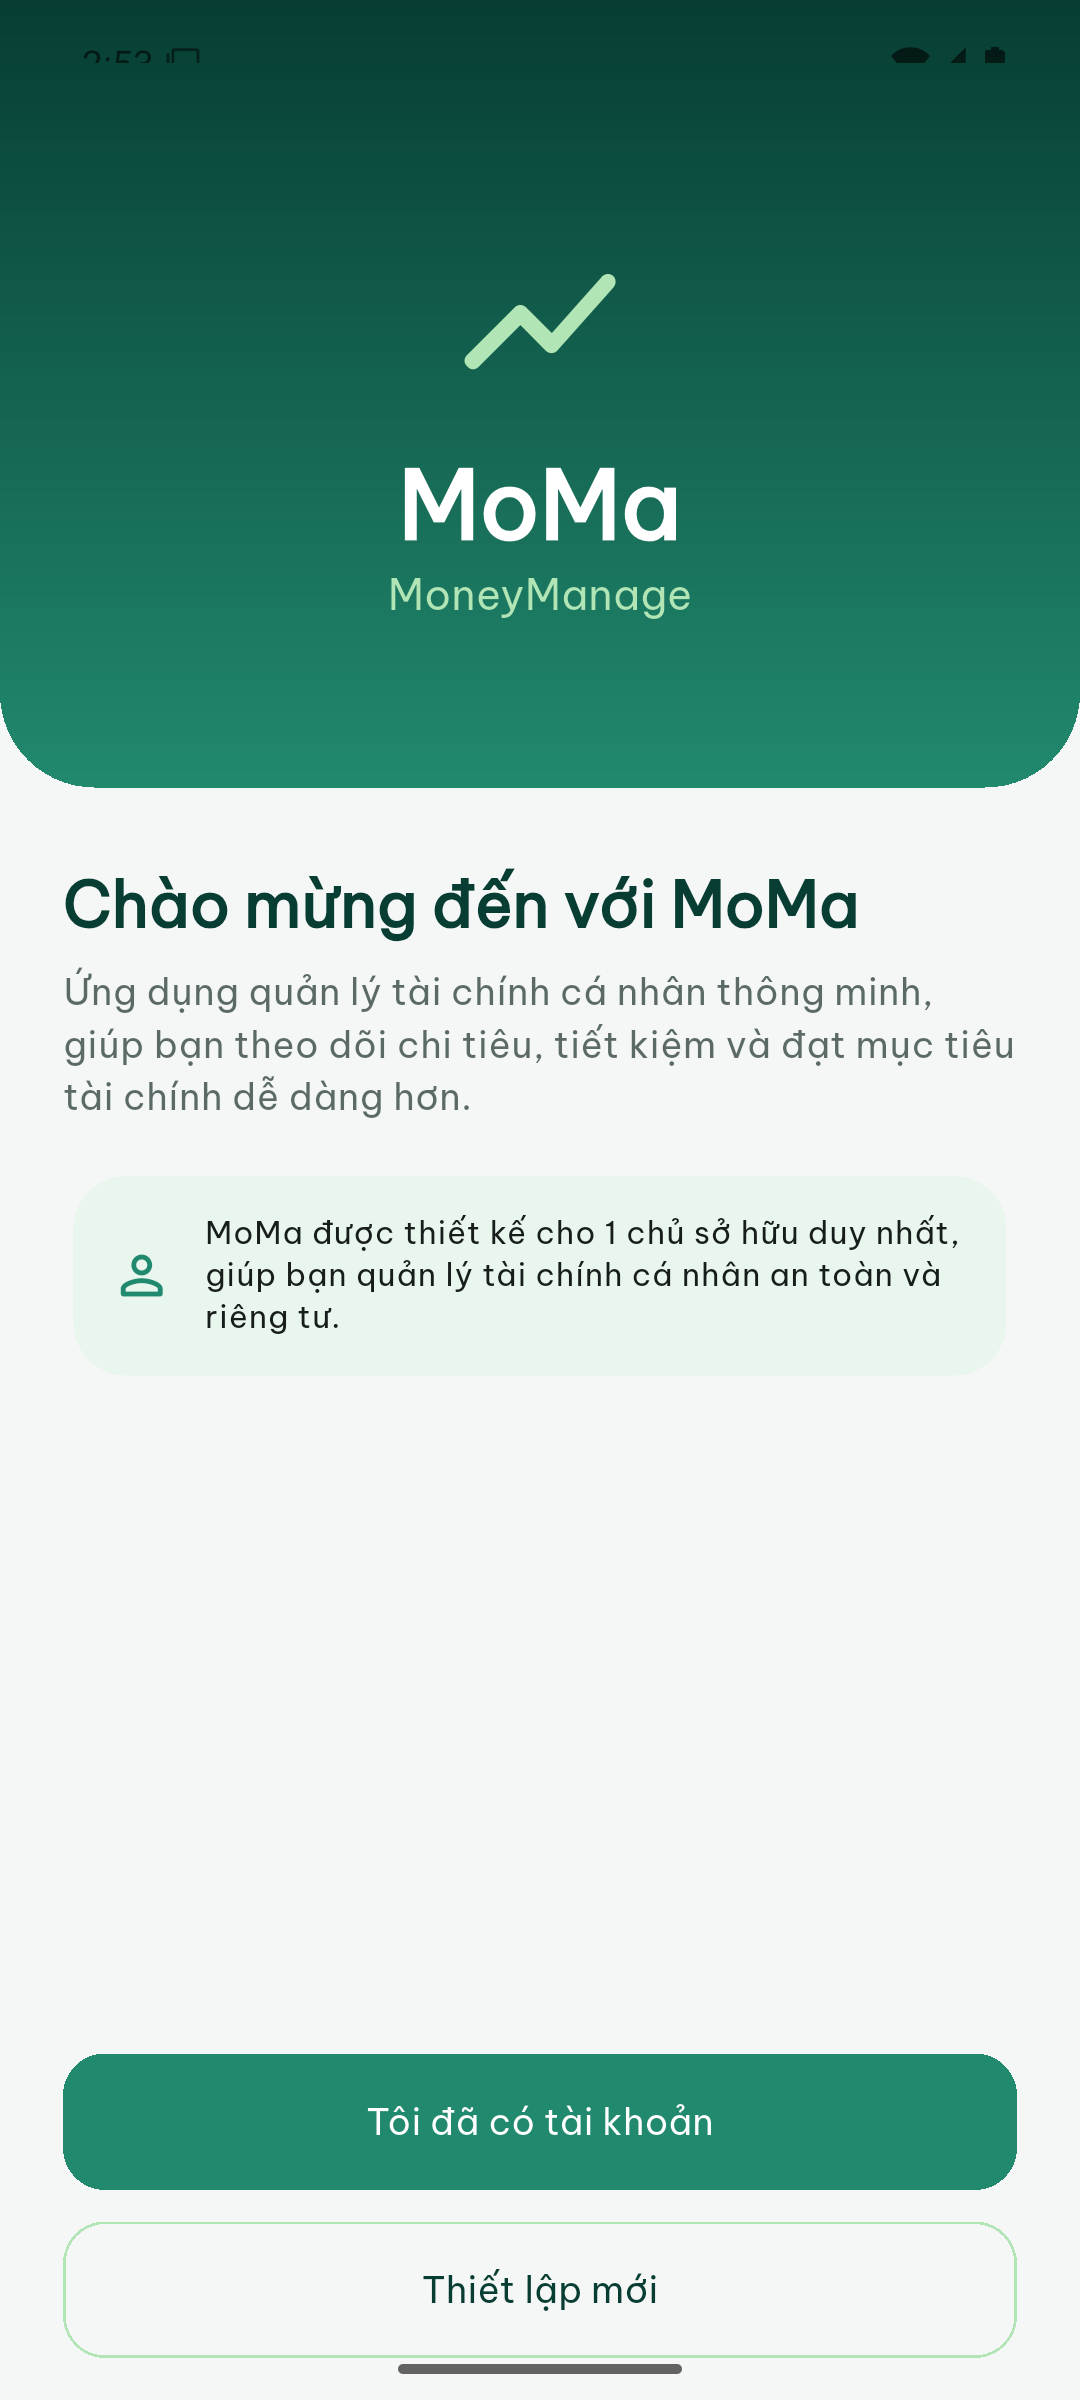 MoMa
MoneyManage
Chào mừng đến với MoMa
Ứng dụng quản lý tài chính cá nhân thông minh,
giúp bạn theo dõi chi tiêu, tiết kiệm và đạt mục tiêu
tài chính dễ dàng hơn.
MoMa được thiết kế cho 1 chủ sở hữu duy nhất,
giúp bạn quản lý tài chính cá nhân an toàn và
riêng tư.
Tôi đã có tài khoản
Thiết lập mới